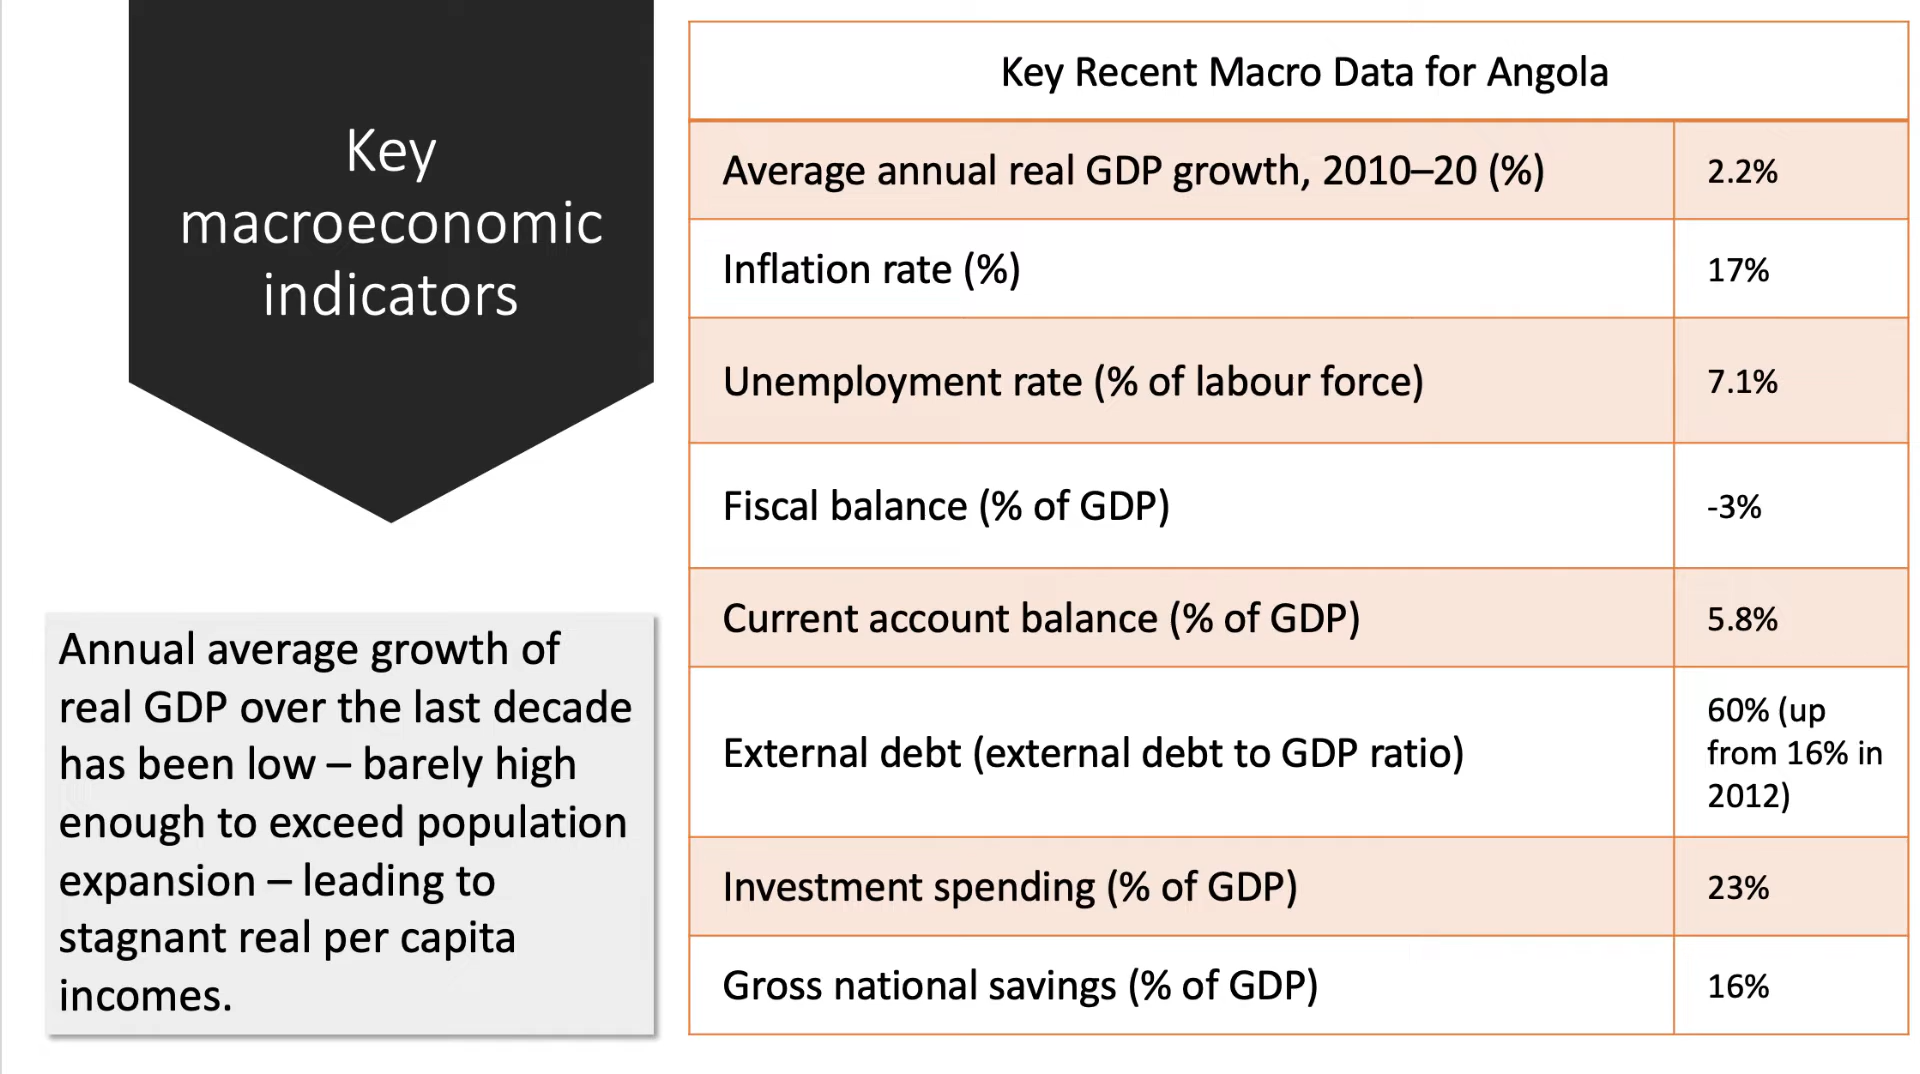 Key
macroeconomic
indicators
Annual average growth of
real GDP over the last decade
has been low – barely high
enough to exceed population
expansion – leading to
stagnant real per capita
incomes.
Key Recent Macro Data for Angola
Average annual real GDP growth, 2010–20 (%) 2.2%
Inflation rate (%) 17%
Unemployment rate (% of labour force) 7.1%
Fiscal balance (% of GDP) -3%
Current account balance (% of GDP) 5.8%
External debt (external debt to GDP ratio) 60% (up
from 16% in
2012)
Investment spending (% of GDP) 23%
Gross national savings (% of GDP) 16%